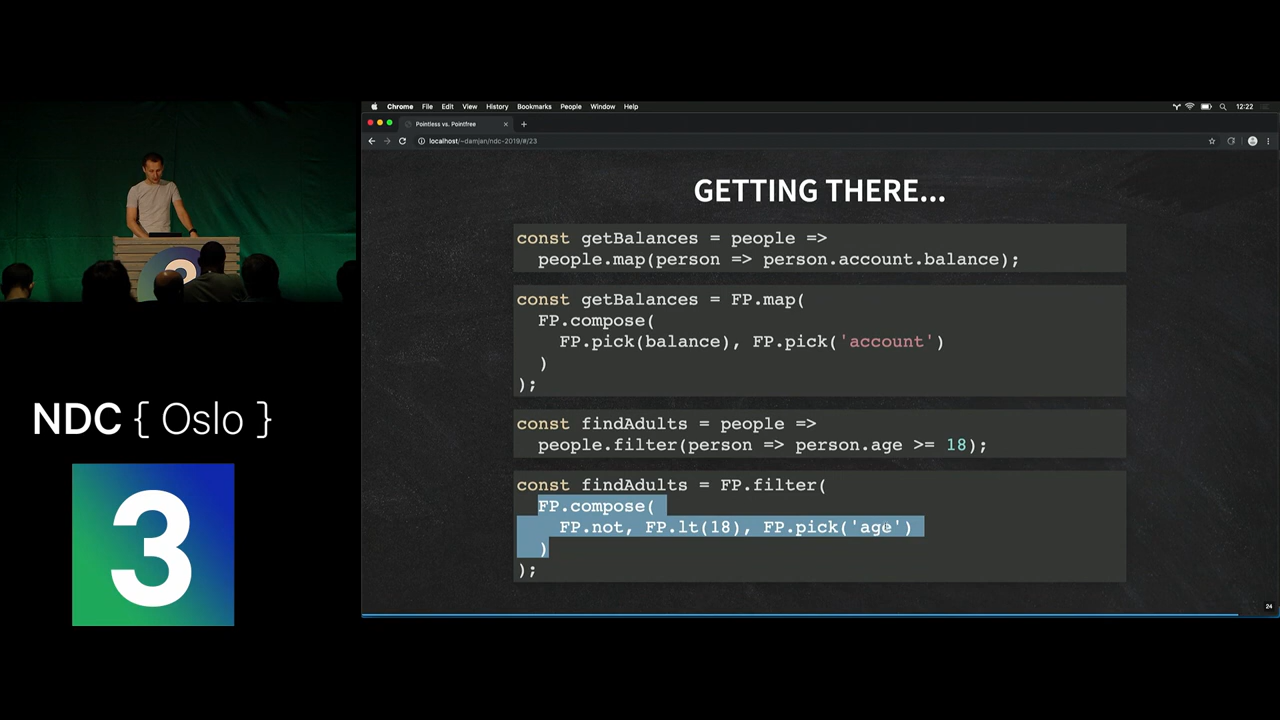 Chrome File Edit View History Bookmarks People Window Help 12:22
Pointless vs. Pointfree
localhost/~damjan/ndc-2019/#/23
GETTING THERE...
const getBalances = people =>
people.map(person => person.account.balance);
const getBalances = FP.map(
FP.compose(
FP.pick(balance), FP.pick('account')
)
);
const findAdults = people =>
people.filter(person => person.age >= 18);
const findAdults = FP.filter(
FP.compose(
FP.not, FP.lt(18), FP.pick('age')
)
);
24
NDC { Oslo }
3